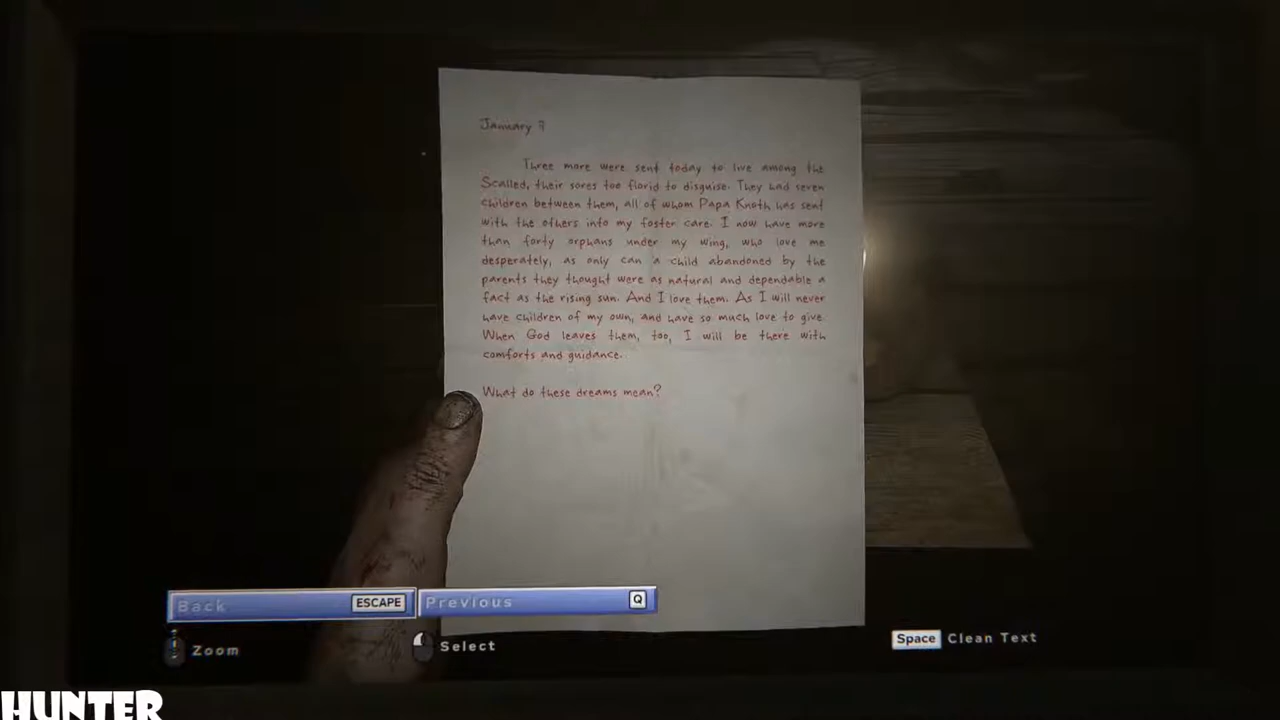 January 7
Three more were sent today to live among the
Scalled, their sores too florid to disguise. They had seven
children between them, all of whom Papa Knoth has sent
with the others into my foster care. I now have more
than forty orphans under my wing, who love me
desperately, as only can a child abandoned by the
parents they thought were as natural and dependable a
fact as the rising sun. And I love them. As I will never
have children of my own, and have so much love to give.
When God leaves them, too, I will be there with
comforts and guidance.
What do these dreams mean?
Back ESCAPE Previous Q
Zoom Select Space Clean Text
HUNTER